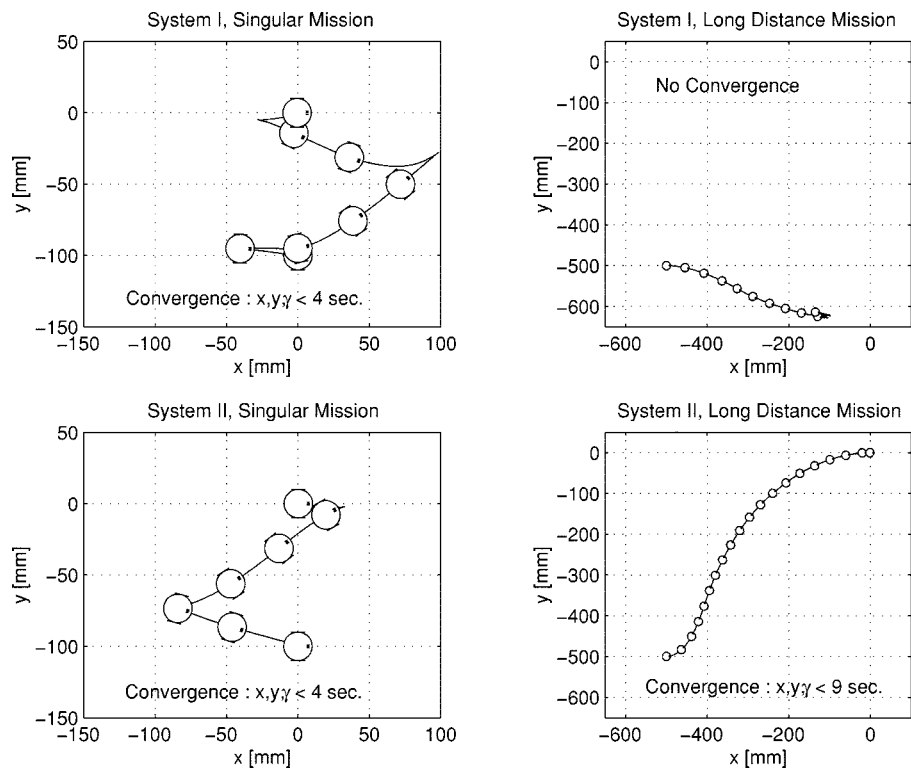 System I, Singular Mission
50
0
−50
−100
−150
y [mm]
Convergence : x,y,γ < 4 sec.
−150 −100 −50 0 50 100
x [mm]
System I, Long Distance Mission
0
−100
−200
−300
−400
−500
−600
y [mm]
No Convergence
−600 −400 −200 0
x [mm]
System II, Singular Mission
50
0
−50
−100
−150
y [mm]
Convergence : x,y,γ < 4 sec.
−150 −100 −50 0 50 100
x [mm]
System II, Long Distance Mission
0
−100
−200
−300
−400
−500
−600
y [mm]
Convergence : x,y,γ < 9 sec.
−600 −400 −200 0
x [mm]